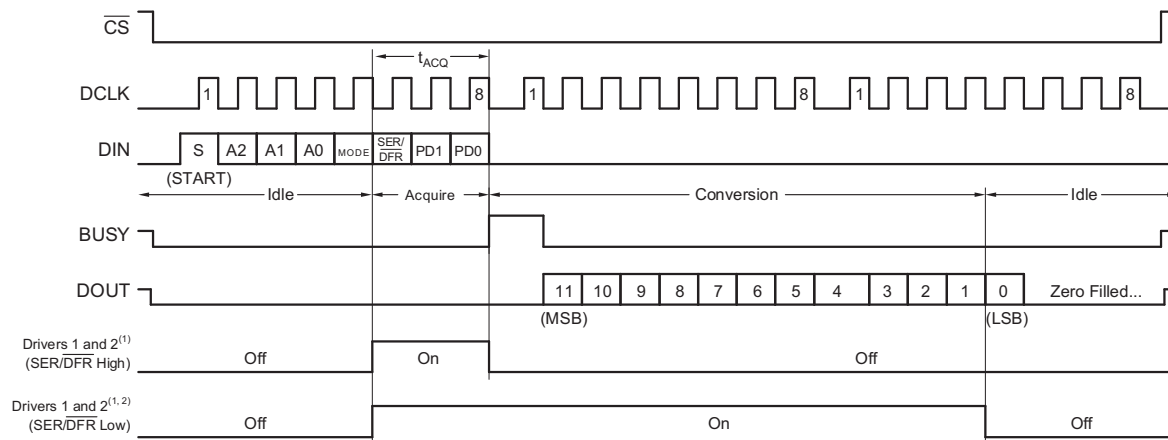 CS
tACQ
DCLK 1 8 1 8 1 8
DIN S A2 A1 A0 MODE SER/DFR PD1 PD0
(START)
Idle Acquire Conversion Idle
BUSY
DOUT 11 10 9 8 7 6 5 4 3 2 1 0 Zero Filled...
(MSB) (LSB)
Drivers 1 and 2(1)
(SER/DFR High) Off On Off
Drivers 1 and 2(1, 2)
(SER/DFR Low) Off On Off